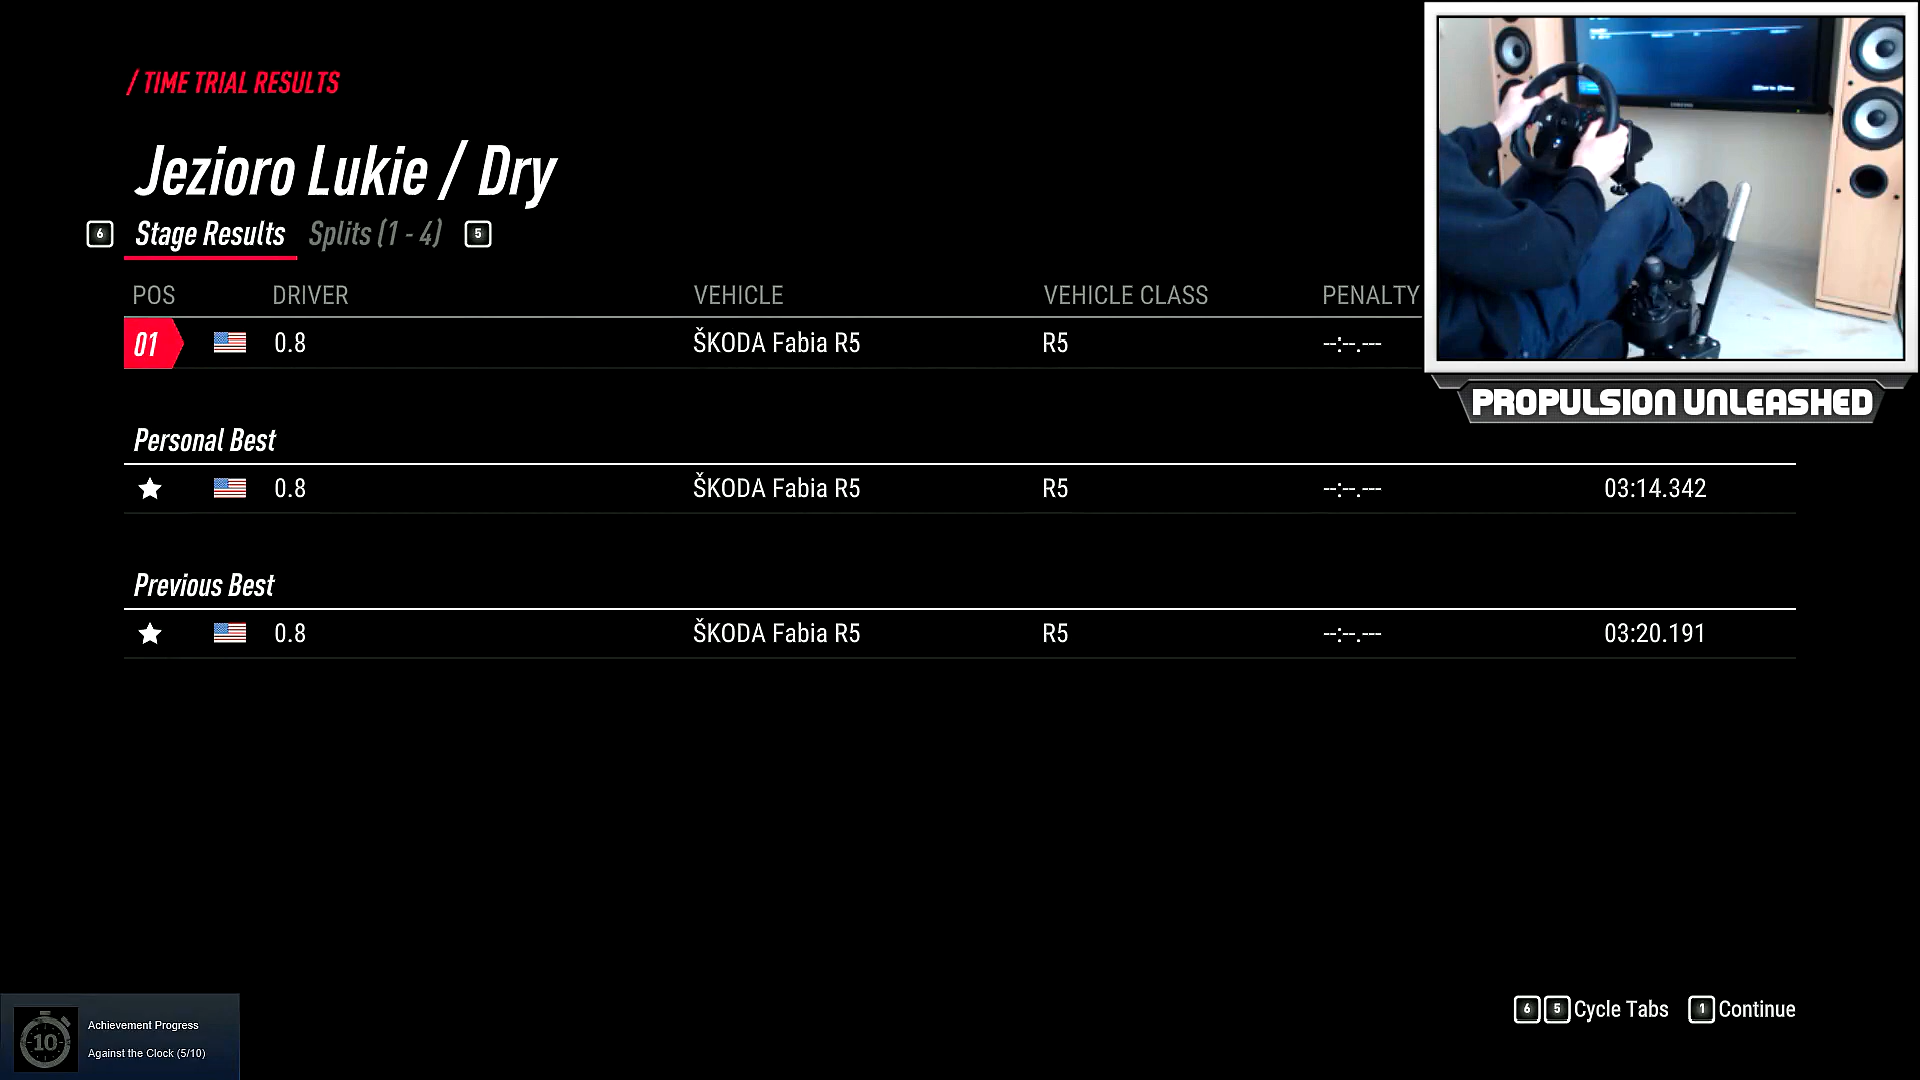 / TIME TRIAL RESULTS
Jezioro Lukie / Dry
6 Stage Results Splits (1 - 4) 5
POS DRIVER VEHICLE VEHICLE CLASS PENALTY
01 0.8 ŠKODA Fabia R5 R5 --:--.---
PROPULSION UNLEASHED
Personal Best
0.8 ŠKODA Fabia R5 R5 --:--.--- 03:14.342
Previous Best
0.8 ŠKODA Fabia R5 R5 --:--.--- 03:20.191
6 5 Cycle Tabs 1 Continue
10
Achievement Progress
Against the Clock (5/10)